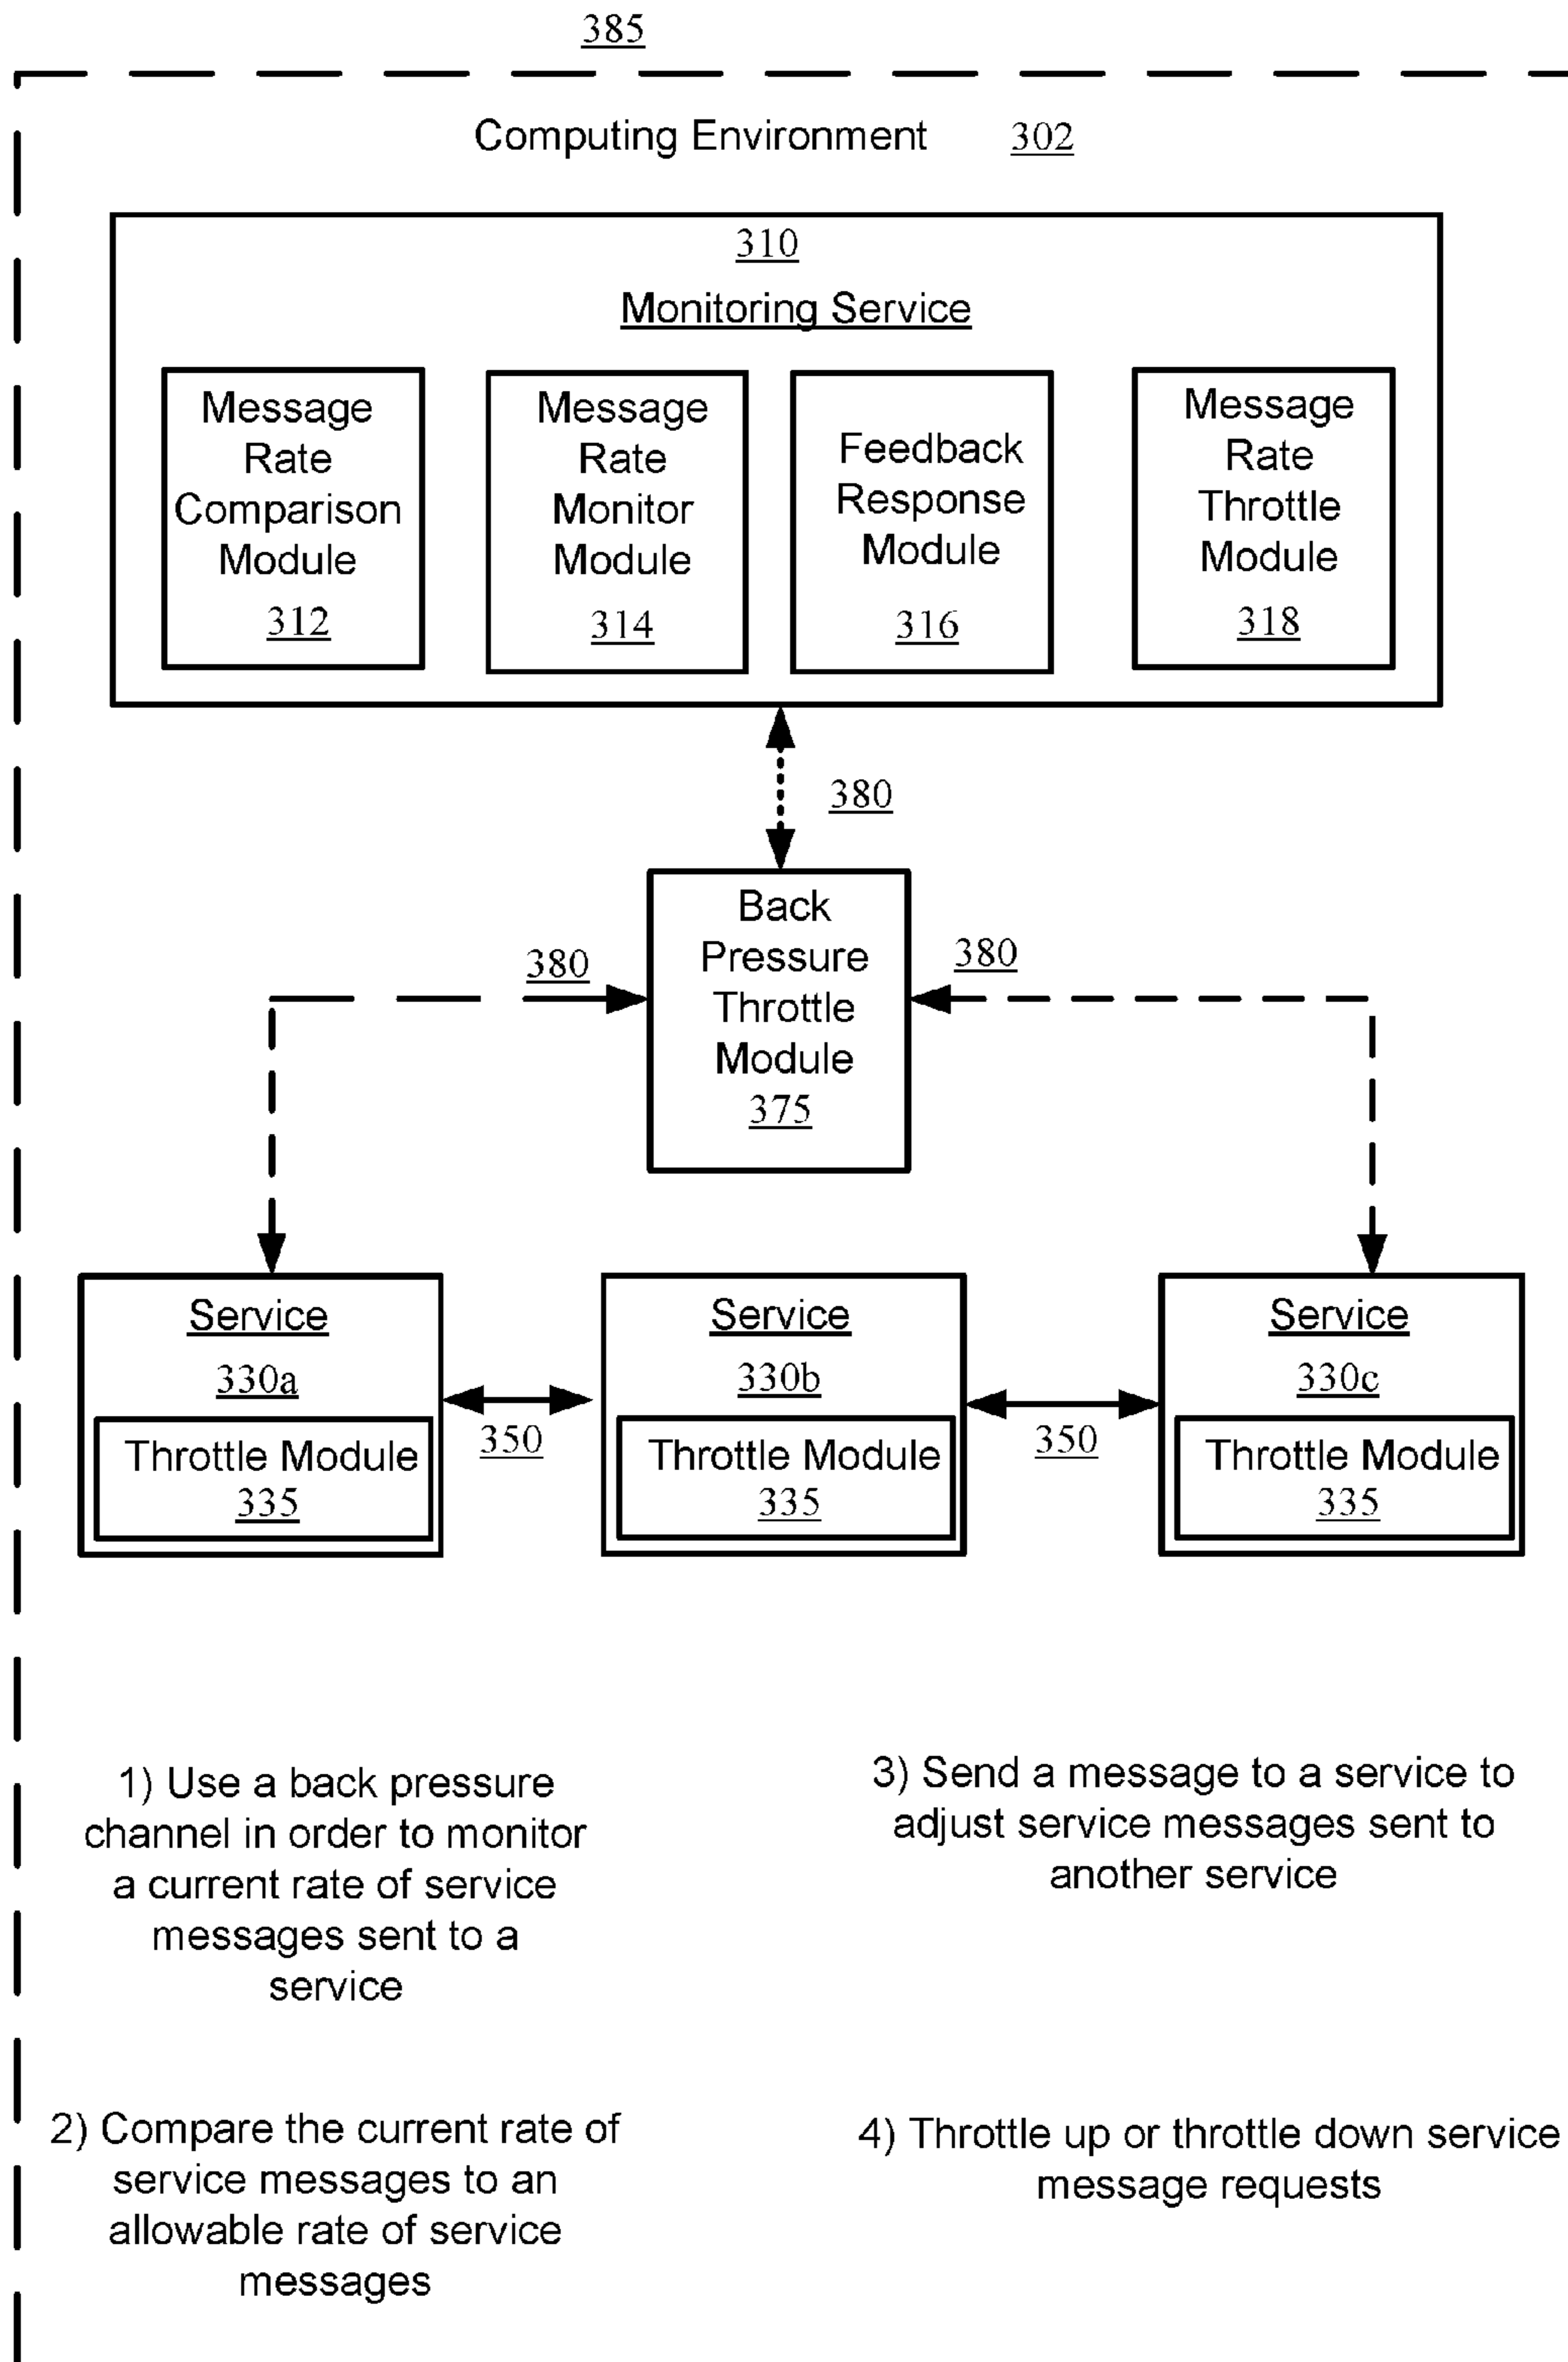 385
Computing Environment 302
310
Monitoring Service
Message
Rate
Comparison
Module
312
Message
Rate
Monitor
Module
314
Feedback
Response
Module
316
Message
Rate
Throttle
Module
318
380
Back
Pressure
Throttle
Module
375
380
380
Service
330a
Throttle Module
335
350
Service
330b
Throttle Module
335
350
Service
330c
Throttle Module
335
1) Use a back pressure
channel in order to monitor
a current rate of service
messages sent to a
service
2) Compare the current rate of
service messages to an
allowable rate of service
messages
3) Send a message to a service to
adjust service messages sent to
another service
4) Throttle up or throttle down service
message requests